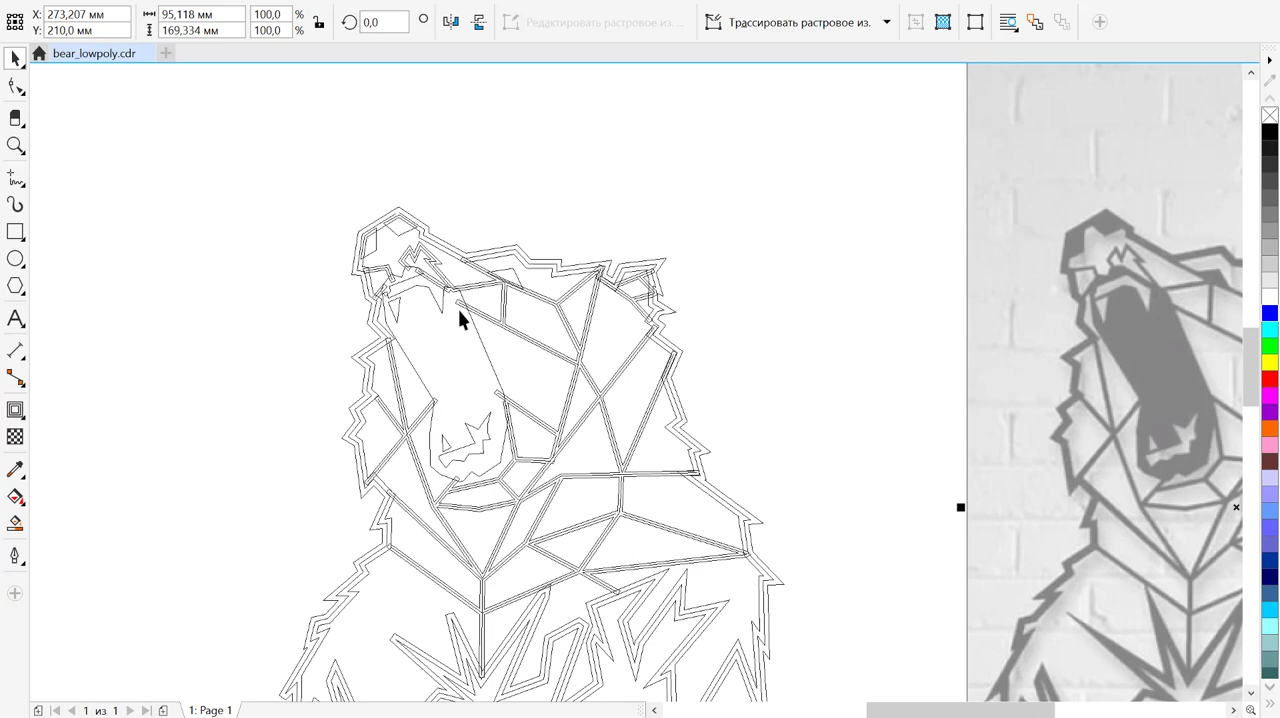 X: 273,207 мм 95,118 мм 100,0 % 0,0 Редактировать растровое из... Трассировать растровое из.
Y: 210,0 мм 169,334 мм 100,0 %
bear_lowpoly.cdr
1 из 1 1: Page 1